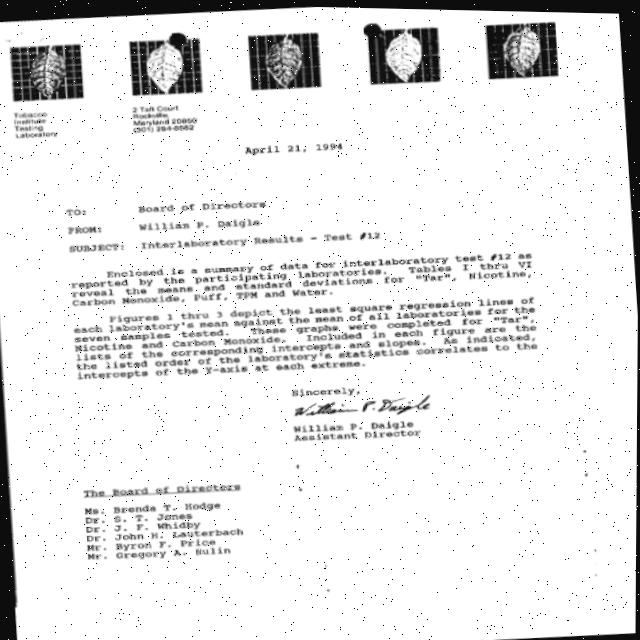 Tobacco
Institute
Testing
Laboratory
2 Taft Court
Rockville,
Maryland 20850
(301) 294-0562
April 21, 1994
TO: Board of Directors
FROM: William P. Daigle
SUBJECT: Interlaboratory Results - Test #12
Enclosed is a summary of data for interlaboratory test #12 as
reported by the participating laboratories. Tables I thru VI
reveal the means and standard deviations for "Tar", Nicotine,
Carbon Monoxide, Puff, TPM and Water.
Figures 1 thru 3 depict the least square regression lines of
each laboratory's mean against the mean of all laboratories for the
seven samples tested. These graphs were completed for "Tar",
Nicotine and Carbon Monoxide. Included in each figure are the
lists of the corresponding intercepts and slopes. As indicated,
the listed order of the laboratory's statistics correlates to the
intercepts of the Y-axis at each extreme.
Sincerely,
William P. Daigle
William P. Daigle
Assistant Director
The Board of Directors
Ms. Brenda T. Hodge
Dr. S. T. Jones
Dr. J. F. Whidby
Dr. John H. Lauterbach
Mr. Byron F. Price
Mr. Gregory A. Sulin